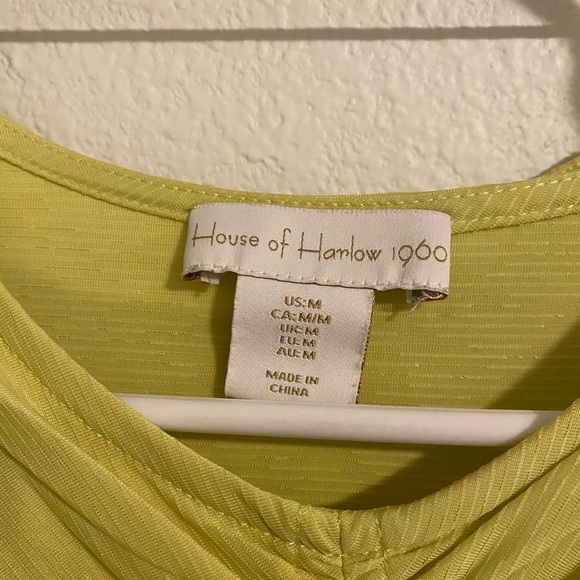 House of Harlow 1960
US:M
CA:M/M
UK:M
EU:M
AU:M
MADE IN
CHINA